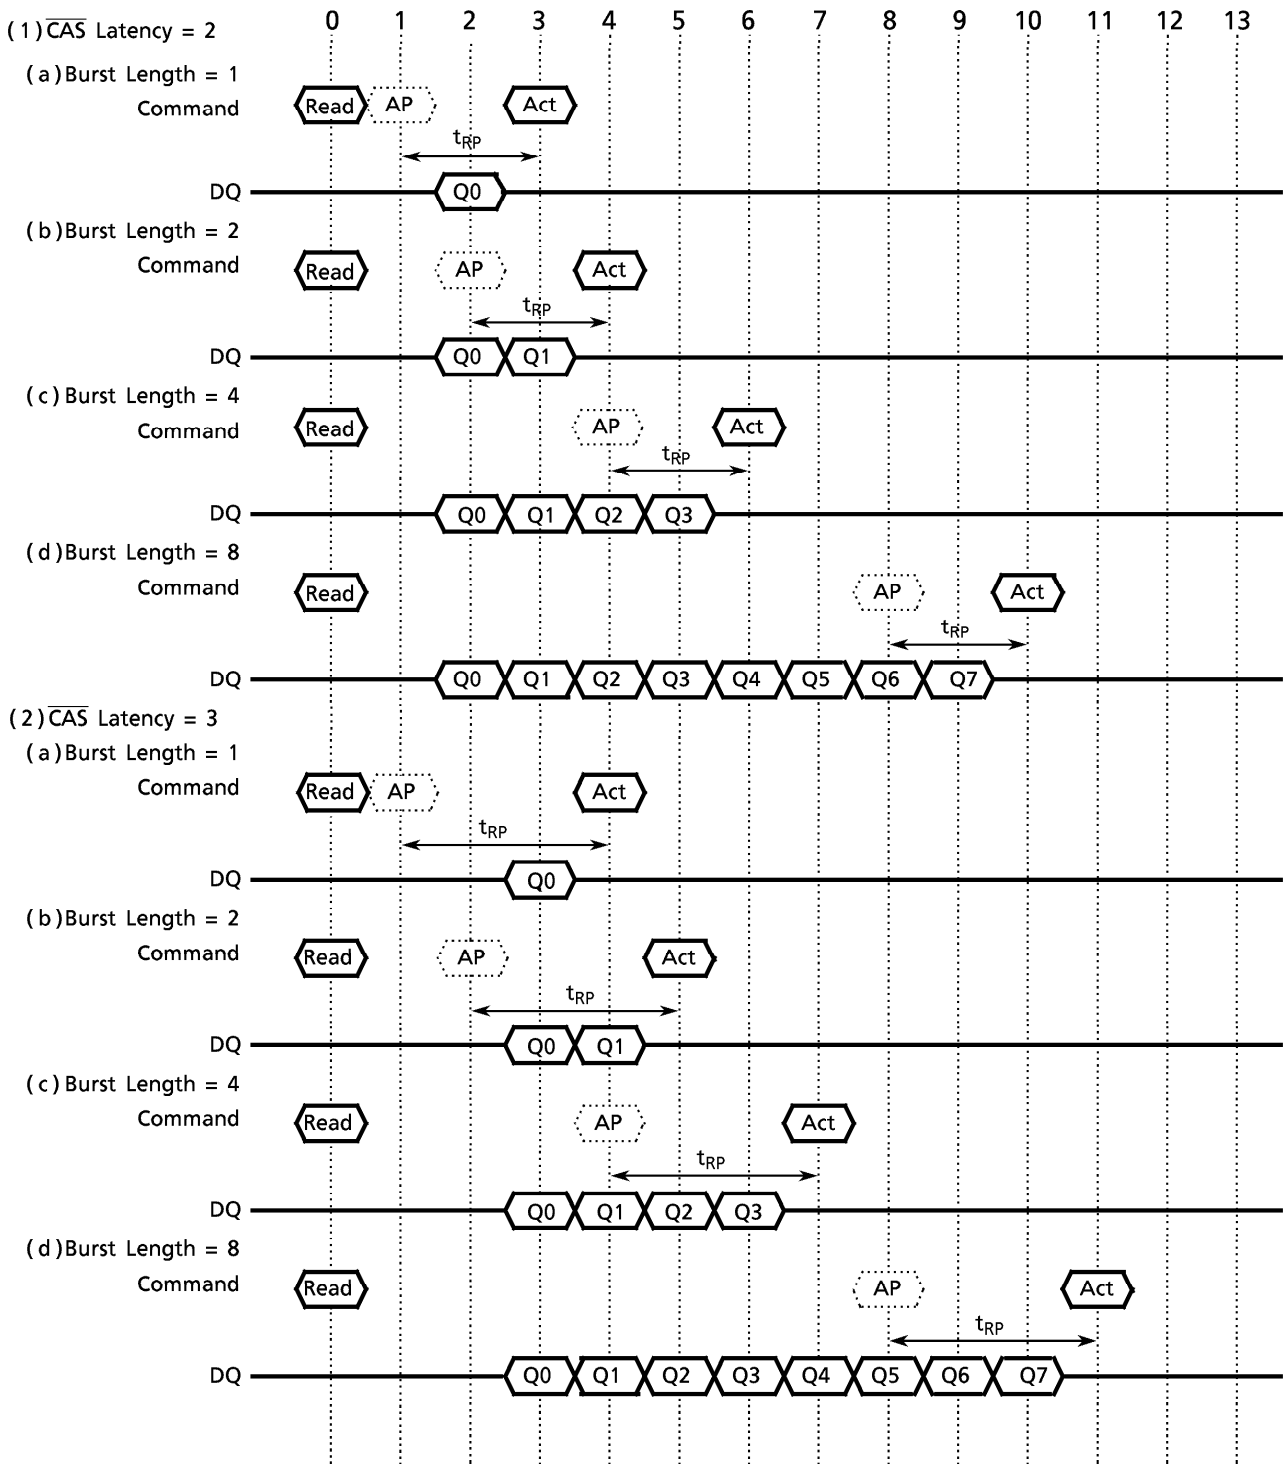 0 1 2 3 4 5 6 7 8 9 10 11 12 13
(1) CAS Latency = 2
(a) Burst Length = 1
Command Read AP Act
tRP
DQ Q0
(b) Burst Length = 2
Command Read AP Act
tRP
DQ Q0 Q1
(c) Burst Length = 4
Command Read AP Act
tRP
DQ Q0 Q1 Q2 Q3
(d) Burst Length = 8
Command Read AP Act
tRP
DQ Q0 Q1 Q2 Q3 Q4 Q5 Q6 Q7
(2) CAS Latency = 3
(a) Burst Length = 1
Command Read AP Act
tRP
DQ Q0
(b) Burst Length = 2
Command Read AP Act
tRP
DQ Q0 Q1
(c) Burst Length = 4
Command Read AP Act
tRP
DQ Q0 Q1 Q2 Q3
(d) Burst Length = 8
Command Read AP Act
tRP
DQ Q0 Q1 Q2 Q3 Q4 Q5 Q6 Q7